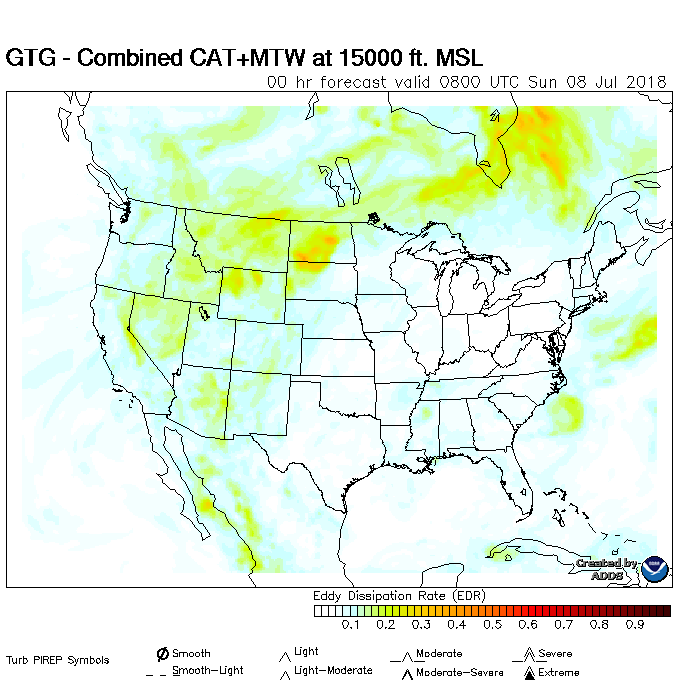 GTG - Combined CAT+MTW at 15000 ft. MSL
00 hr forecast valid 0800 UTC Sun 08 Jul 2018
Created by
ADDS
Eddy Dissipation Rate (EDR)
0.1 0.2 0.3 0.4 0.5 0.6 0.7 0.8 0.9
Turb PIREP Symbols
Smooth Light Moderate Severe
Smooth-Light Light-Moderate Moderate-Severe Extreme